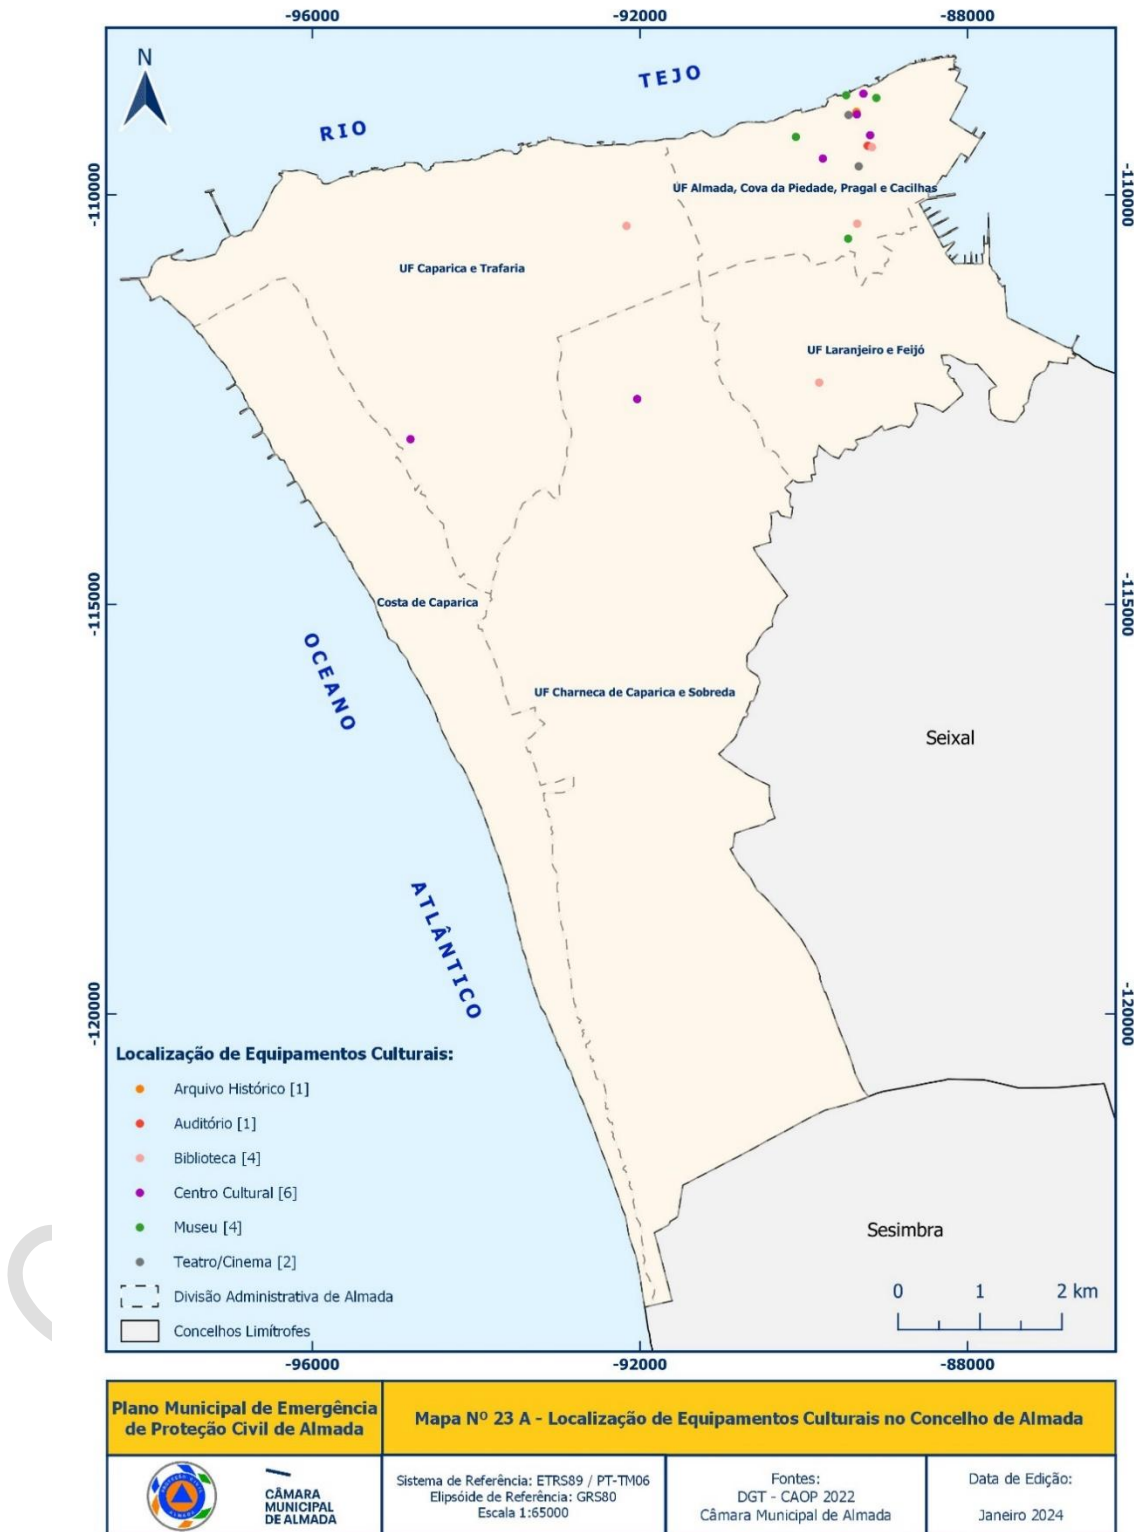 -96000
-92000
-88000
N
RIO
TEJO
-110000
-110000
UF Almada, Cova da Piedade, Pragal e Cacilhas
UF Caparica e Trafaria
UF Laranjeiro e Feijó
-115000
-115000
Costa de Caparica
OCEANO
UF Charneca de Caparica e Sobreda
Seixal
ATLÂNTICO
-120000
-120000
Localização de Equipamentos Culturais:
Arquivo Histórico [1]
Auditório [1]
Biblioteca [4]
Centro Cultural [6]
Museu [4]
Teatro/Cinema [2]
Divisão Administrativa de Almada
Concelhos Limítrofes
Sesimbra
0 1 2 km
-96000
-92000
-88000
Plano Municipal de Emergência
de Proteção Civil de Almada
Mapa Nº 23 A - Localização de Equipamentos Culturais no Concelho de Almada
CÂMARA
MUNICIPAL
DE ALMADA
Sistema de Referência: ETRS89 / PT-TM06
Elipsóide de Referência: GRS80
Escala 1:65000
Fontes:
DGT - CAOP 2022
Câmara Municipal de Almada
Data de Edição:
Janeiro 2024